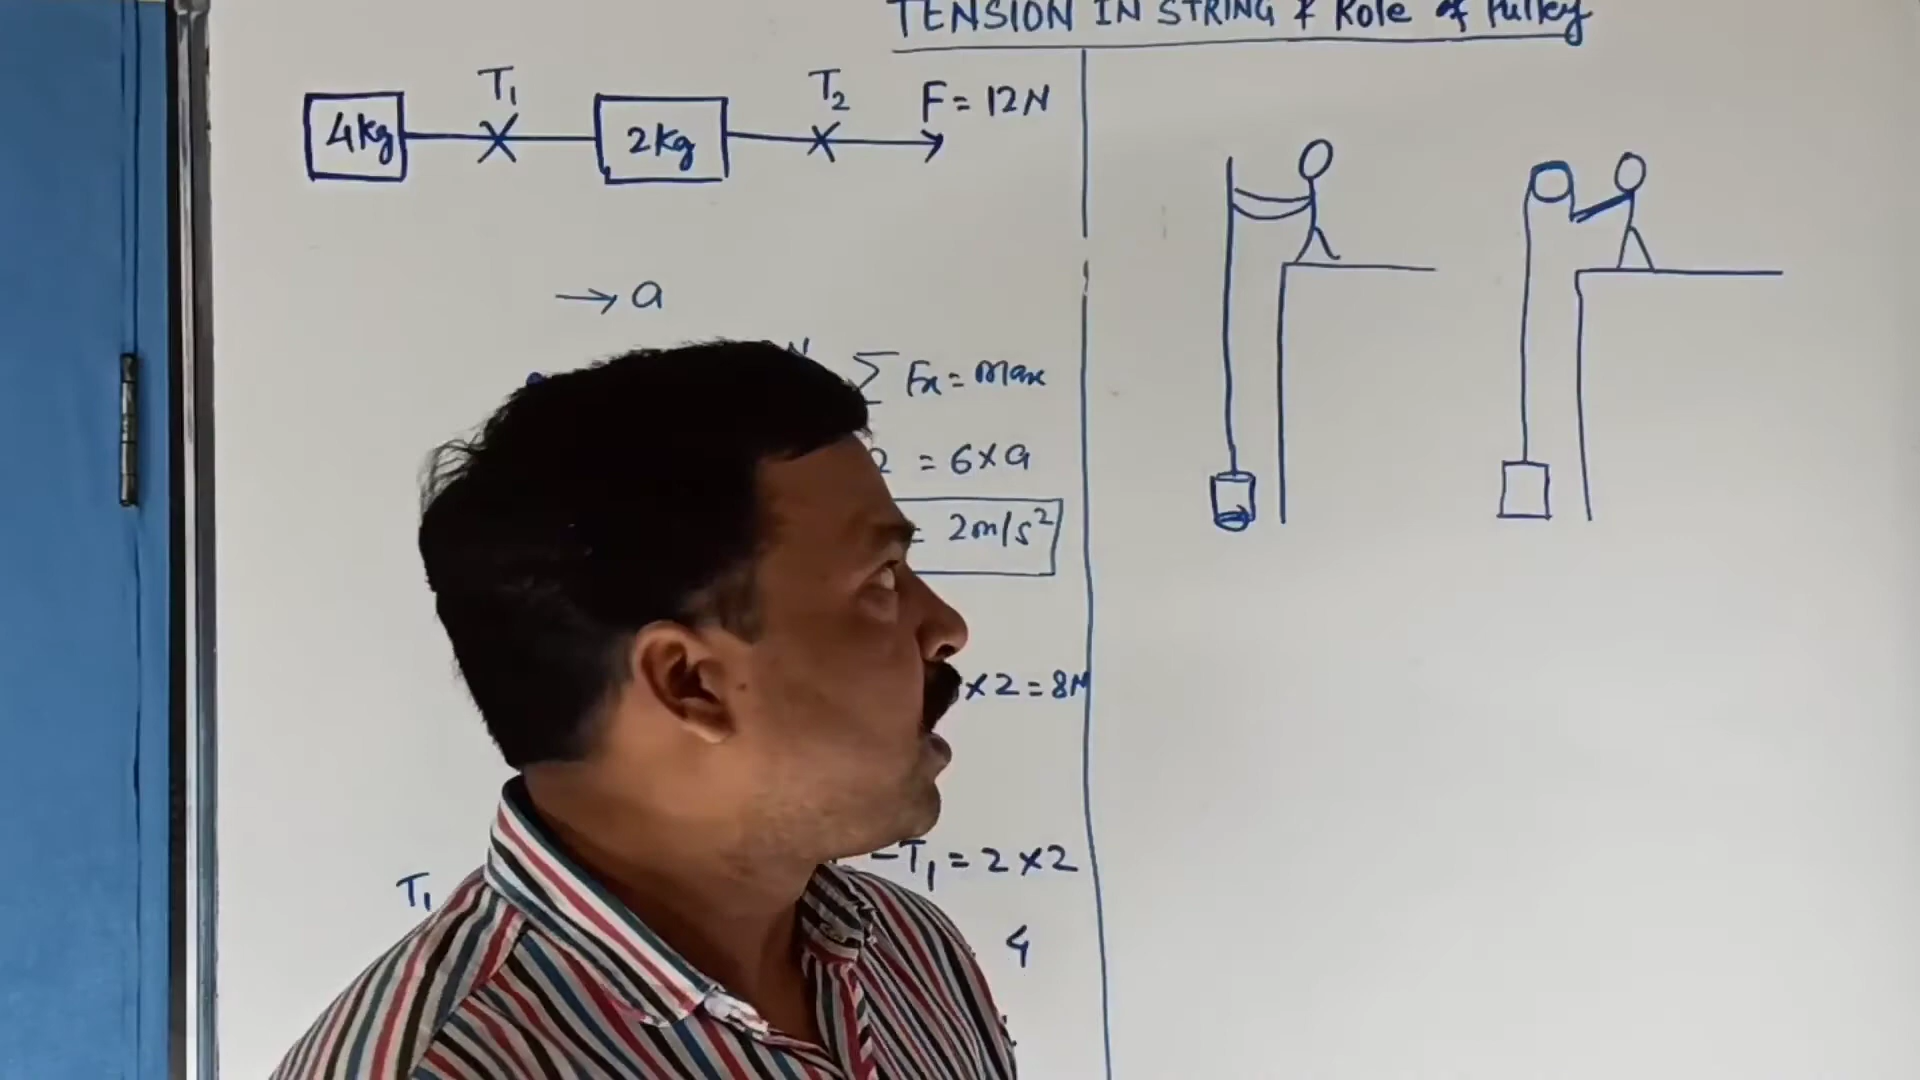 TENSION IN STRING & Role of Pulley
4kg T1 2kg T2 F = 12N
→ a
∑ Fx = max
= 6 × a
= 2m/s²
× 2 = 8N
- T1 = 2 × 2
T1
4